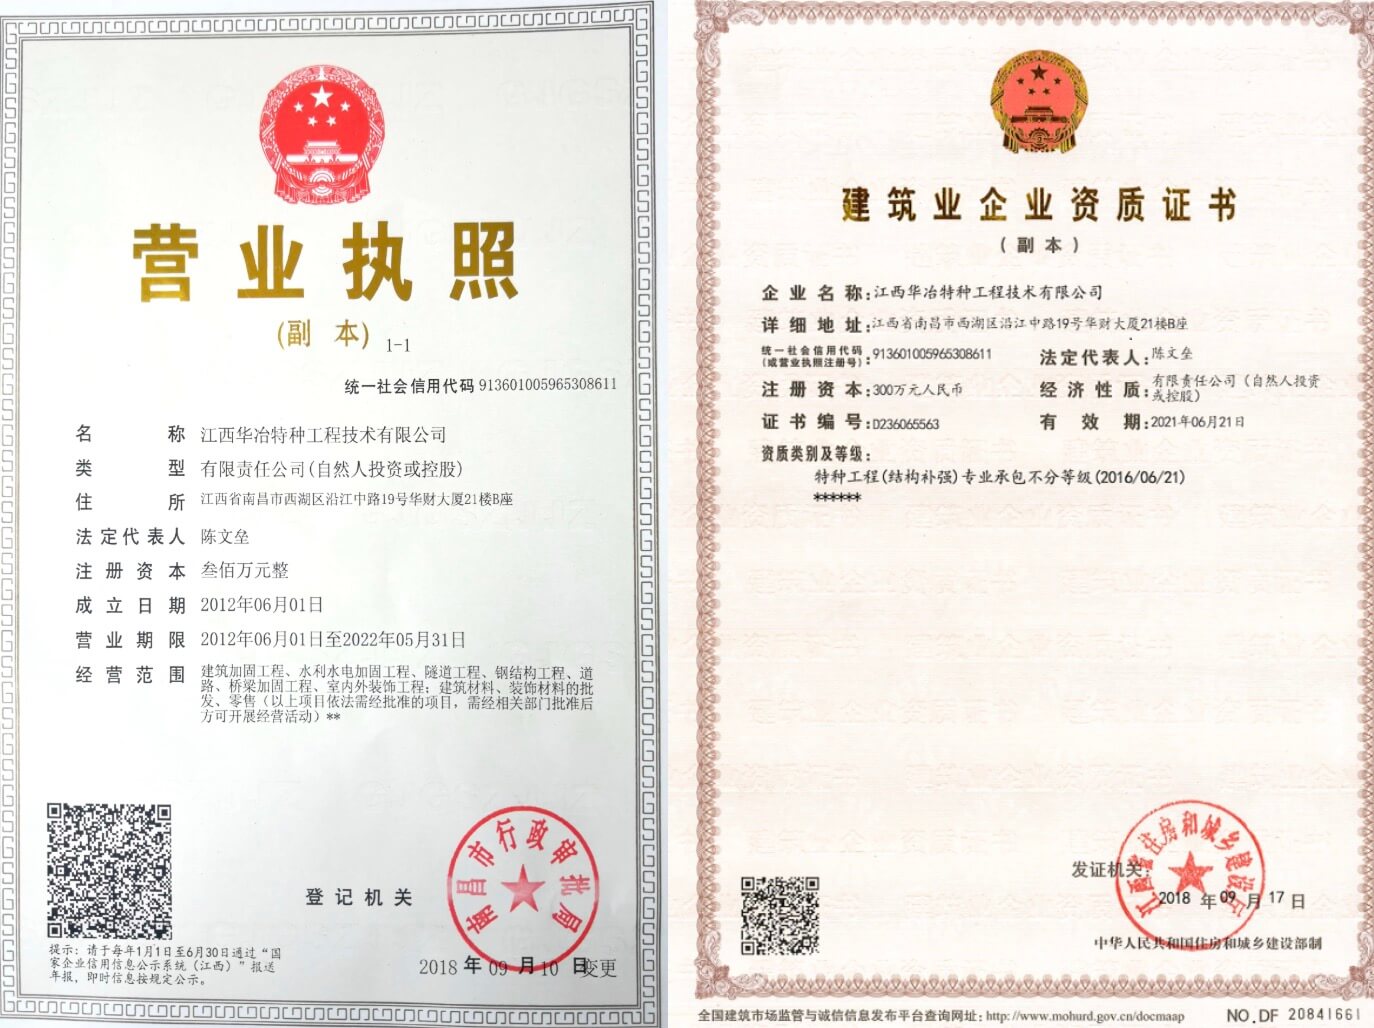 营业执照
(副 本) 1-1
统一社会信用代码 913601005965308611
名 称 江西华冶特种工程技术有限公司
类 型 有限责任公司(自然人投资或控股)
住 所 江西省南昌市西湖区沿江中路19号华财大厦21楼B座
法定代表人 陈文垒
注册资本 叁佰万元整
成立日期 2012年06月01日
营业期限 2012年06月01日至2022年05月31日
经营范围 建筑加固工程、水利水电加固工程、隧道工程、钢结构工程、道
路、桥梁加固工程、室内外装饰工程；建筑材料、装饰材料的批
发、零售（以上项目依法需经批准的项目，需经相关部门批准后
方可开展经营活动）**
南昌市行政审批局
登记机关
2018年09月10日变更
提示：请于每年1月1日至6月30日通过“国
家企业信用信息公示系统（江西）”报送
年报，即时信息按规定公示。
建筑业企业资质证书
(副本)
企业名称：江西华冶特种工程技术有限公司
详细地址：江西省南昌市西湖区沿江中路19号华财大厦21楼B座
统一社会信用代码
(或营业执照注册号)：913601005965308611 法定代表人：陈文垒
注册资本：300万元人民币 经济性质：有限责任公司（自然人投资
或控股）
证书编号：D236065563 有效期：2021年06月21日
资质类别及等级：
特种工程(结构补强)专业承包不分等级(2016/06/21)
******
江西省住房和城乡建设厅
发证机关：
2018年09月17日
中华人民共和国住房和城乡建设部制
全国建筑市场监管与诚信信息发布平台查询网址：http://www.mohurd.gov.cn/docmaap
NO.DF 20841661